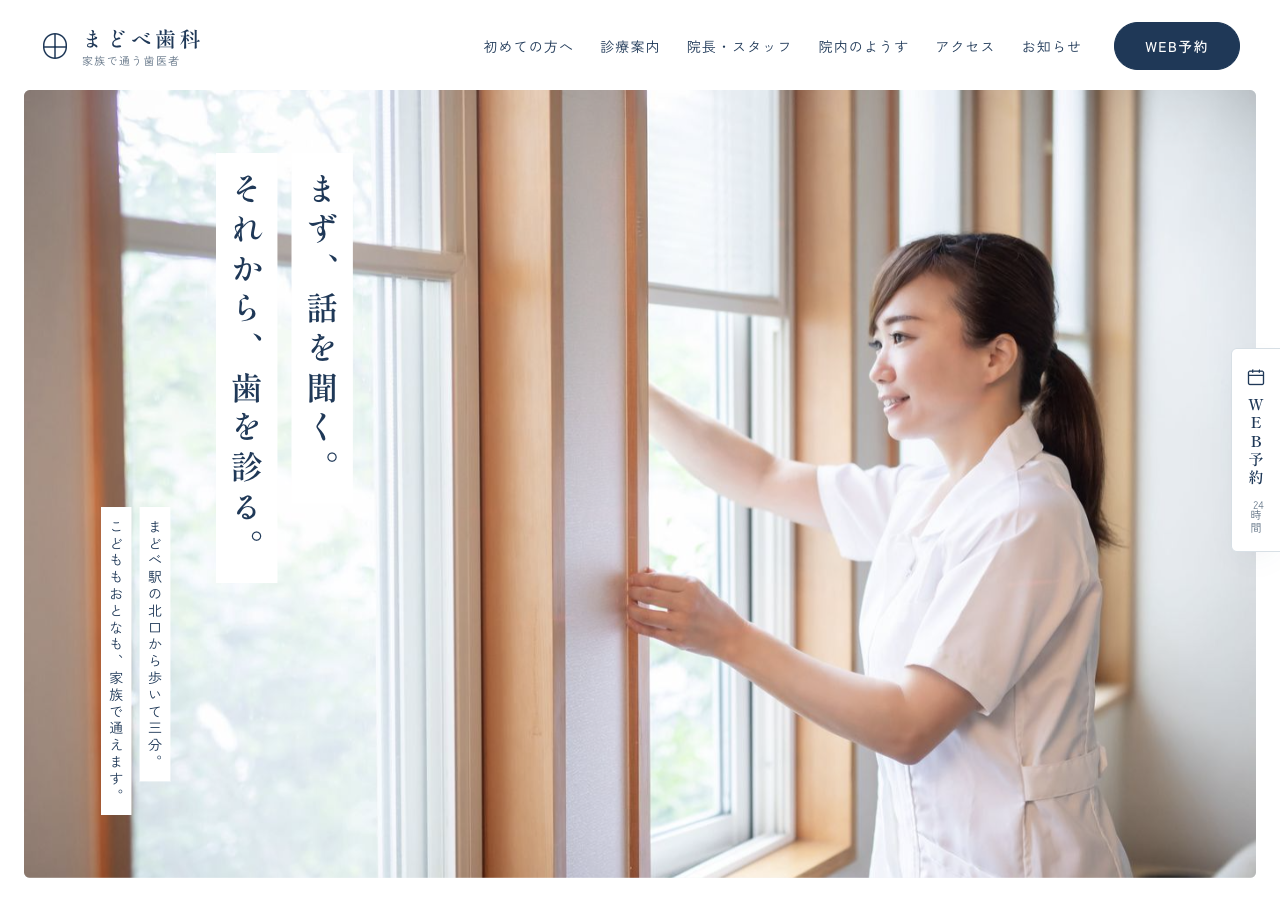 まどべ歯科
家族で通う歯医者
初めての方へ
診療案内
院長・スタッフ
院内のようす
アクセス
お知らせ
WEB予約
まず、話を聞く。
それから、歯を診る。
まどべ駅の北口から歩いて三分。
こどももおとなも、家族で通えます。
WEB予約
24時間